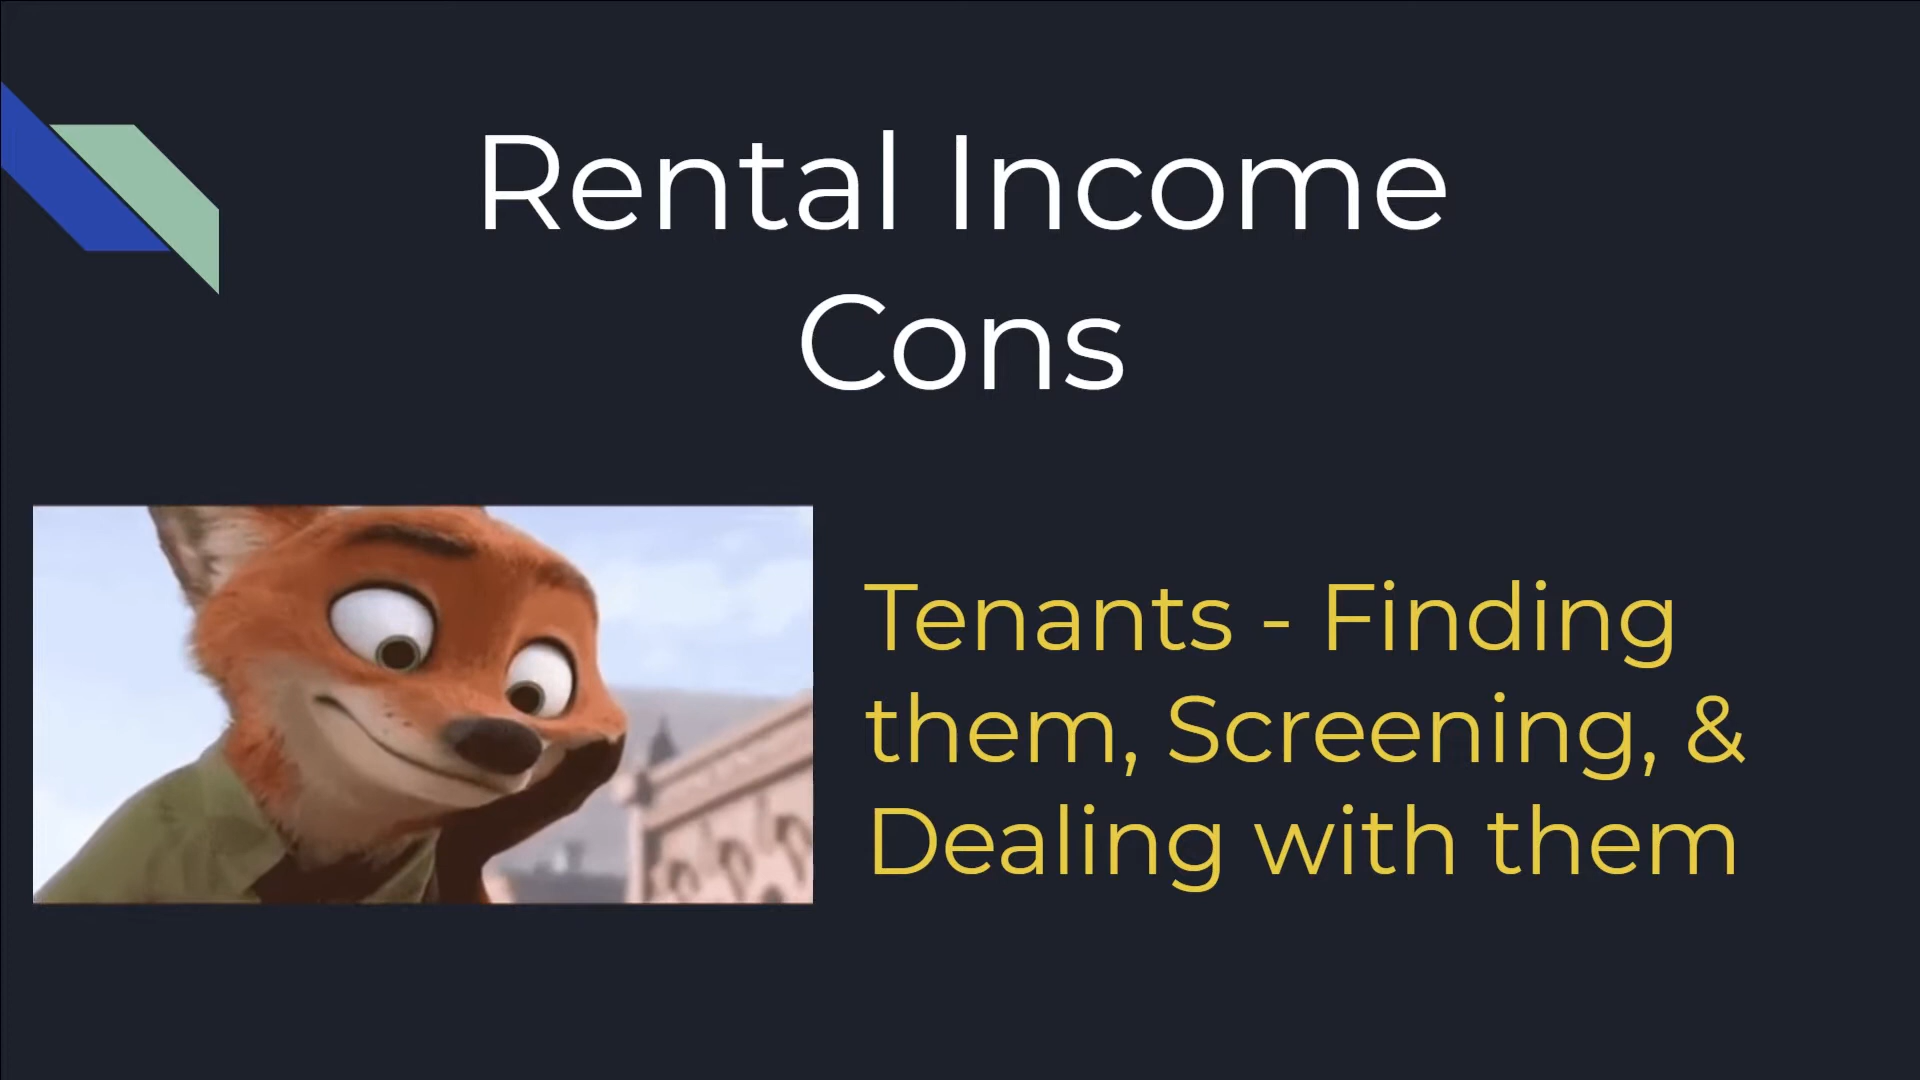 Rental Income
Cons
Tenants - Finding
them, Screening, &
Dealing with them